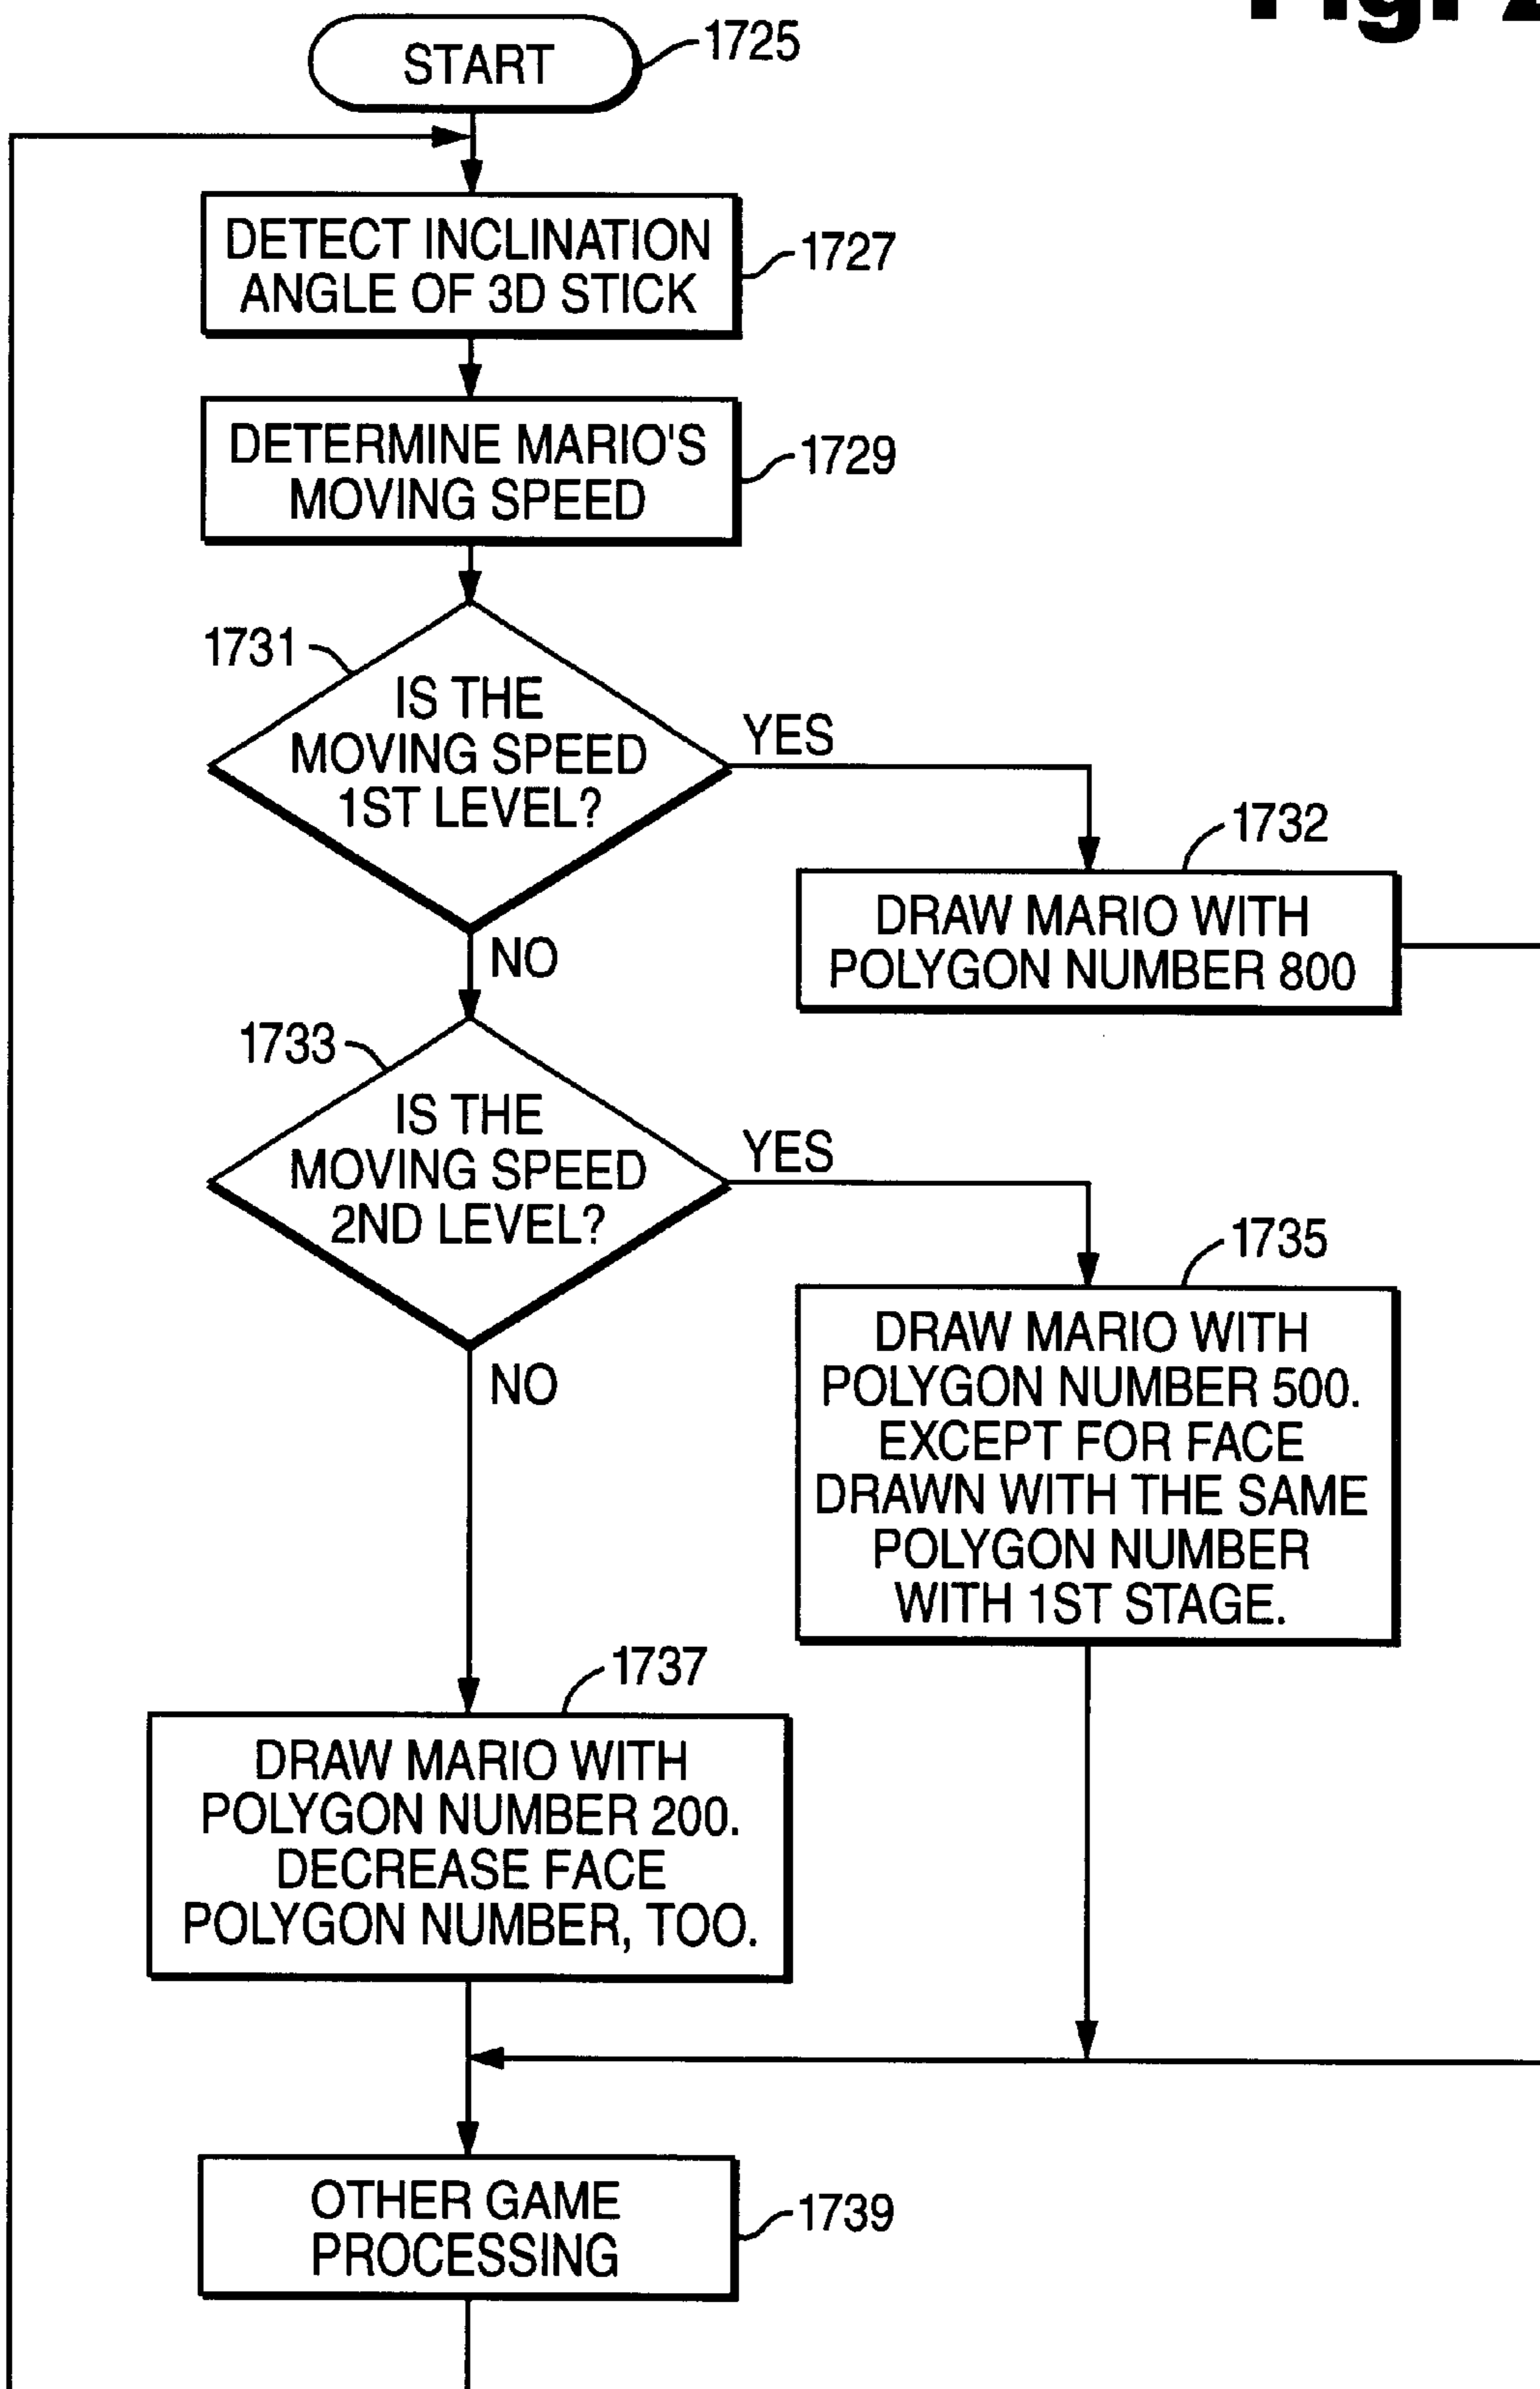 Fig. 2
START
1725
DETECT INCLINATION
ANGLE OF 3D STICK
1727
DETERMINE MARIO'S
MOVING SPEED
1729
1731
IS THE
MOVING SPEED
1ST LEVEL?
YES
NO
1732
DRAW MARIO WITH
POLYGON NUMBER 800
1733
IS THE
MOVING SPEED
2ND LEVEL?
YES
NO
1735
DRAW MARIO WITH
POLYGON NUMBER 500.
EXCEPT FOR FACE
DRAWN WITH THE SAME
POLYGON NUMBER
WITH 1ST STAGE.
1737
DRAW MARIO WITH
POLYGON NUMBER 200.
DECREASE FACE
POLYGON NUMBER, TOO.
OTHER GAME
PROCESSING
1739